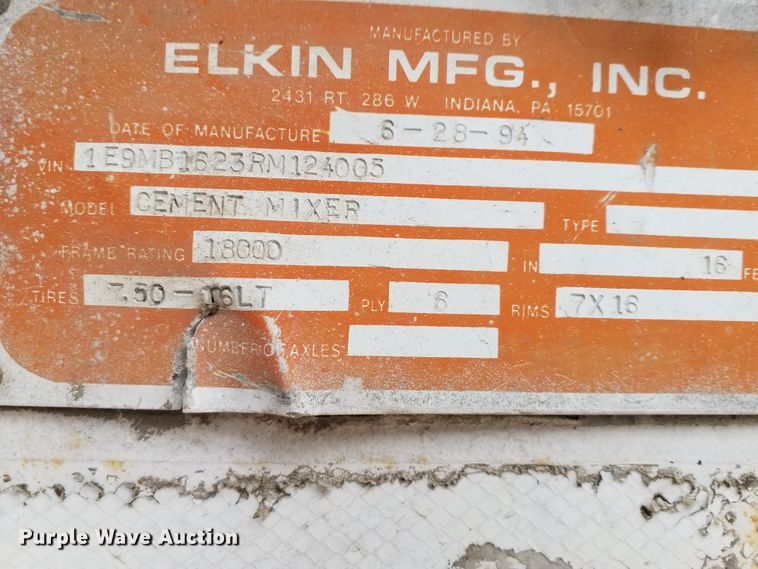 MANUFACTURED BY
ELKIN MFG., INC.
2431 RT. 286 W. INDIANA, PA 15701
DATE OF MANUFACTURE 6-28-94
VIN 1E9MB1623RM124005
MODEL CEMENT MIXER TYPE
FRAME RATING 18000 IN 16 FE
TIRES 7.50-16LT PLY 6 RIMS 7X16
NUMBER OF AXLES
Purple Wave Auction